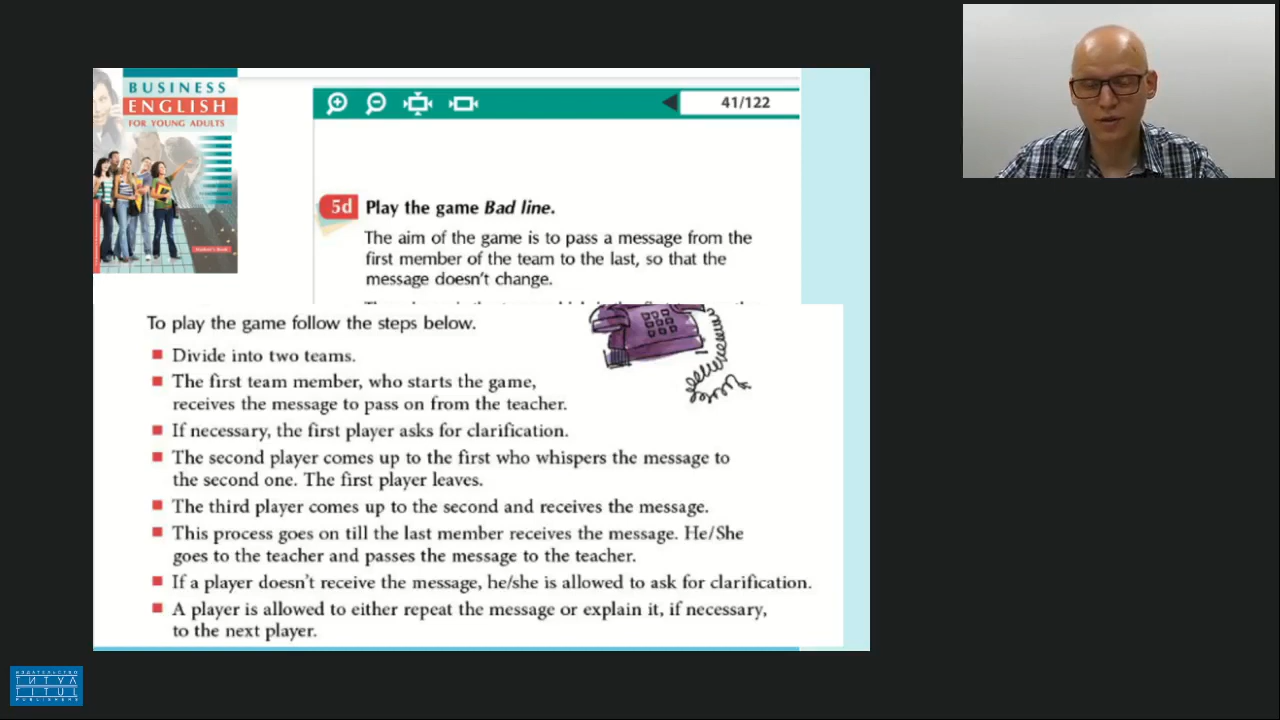 BUSINESS
ENGLISH
FOR YOUNG ADULTS
41/122
5d Play the game Bad line.
The aim of the game is to pass a message from the
first member of the team to the last, so that the
message doesn't change.
To play the game follow the steps below.
Divide into two teams.
The first team member, who starts the game,
receives the message to pass on from the teacher.
If necessary, the first player asks for clarification.
The second player comes up to the first who whispers the message to
the second one. The first player leaves.
The third player comes up to the second and receives the message.
This process goes on till the last member receives the message. He/She
goes to the teacher and passes the message to the teacher.
If a player doesn't receive the message, he/she is allowed to ask for clarification.
A player is allowed to either repeat the message or explain it, if necessary,
to the next player.
ИЗДАТЕЛЬСТВО
ТИТУЛ
TITUL
PUBLISHERS